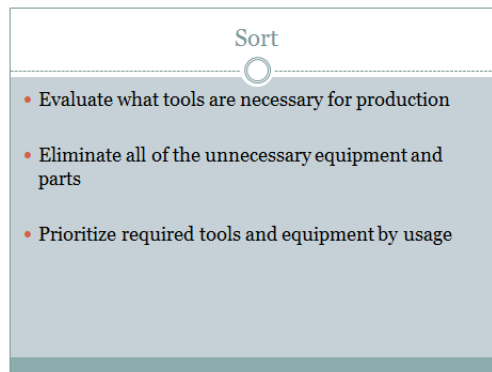 Sort
• Evaluate what tools are necessary for production
• Eliminate all of the unnecessary equipment and
parts
• Prioritize required tools and equipment by usage